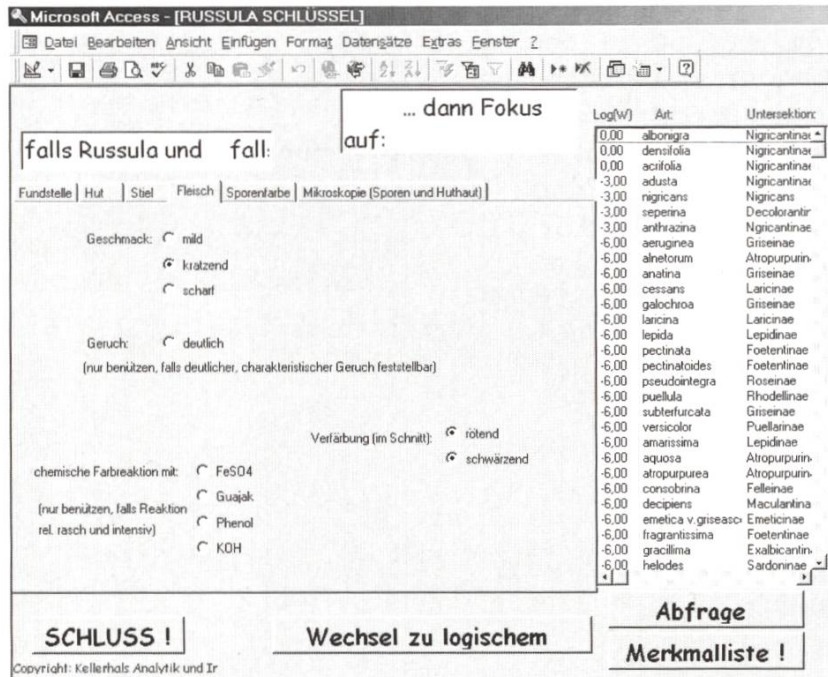 Microsoft Access - [RUSSULA SCHLÜSSEL]
Datei Bearbeiten Ansicht Einfügen Format Datensätze Extras Fenster ?
falls Russula und fall:
... dann Fokus
auf:
Fundstelle Hut Stiel Fleisch Sporenfarbe Mikroskopie (Sporen und Huthaut)
Geschmack: mild
kratzend
scharf
Geruch: deutlich
(nur benützen, falls deutlicher, charakteristischer Geruch feststellbar)
Verfärbung (im Schnitt): rötend
schwärzend
chemische Farbreaktion mit: FeSO4
(nur benützen, falls Reaktion
rel. rasch und intensiv)
Guajak
Phenol
KOH
Log(W) Art: Untersektion:
0,00 albonigra Nigricantinae
0,00 densifolia Nigricantinae
0,00 acrifolia Nigricantinae
-3,00 adusta Nigricantinae
-3,00 nigricans Nigricans
-3,00 seperina Decolorantin
-3,00 anthrazina Ngricantinae
-6,00 aeruginea Griseinae
-6,00 alnetorum Atropurpurin
-6,00 anatina Griseinae
-6,00 cessans Laricinae
-6,00 galochroa Griseinae
-6,00 laricina Laricinae
-6,00 lepida Lepidinae
-6,00 pectinata Foetentinae
-6,00 pectinatoides Foetentinae
-6,00 pseudointegra Roseinae
-6,00 puellula Rhodellinae
-6,00 subterfurcata Griseinae
-6,00 versicolor Puellarinae
-6,00 amarissima Lepidinae
-6,00 aquosa Atropurpurin
-6,00 atropurpurea Atropurpurin
-6,00 consobrina Felleinae
-6,00 decipiens Maculantina
-6,00 emetica v.griseasc Emeticinae
-6,00 fragrantissima Foetentinae
-6,00 gracillima Exalbicantin
-6,00 helodes Sardoninae
SCHLUSS !
Wechsel zu logischem
Abfrage
Merkmalliste !
Copyright: Kellerhals Analytik und Ir